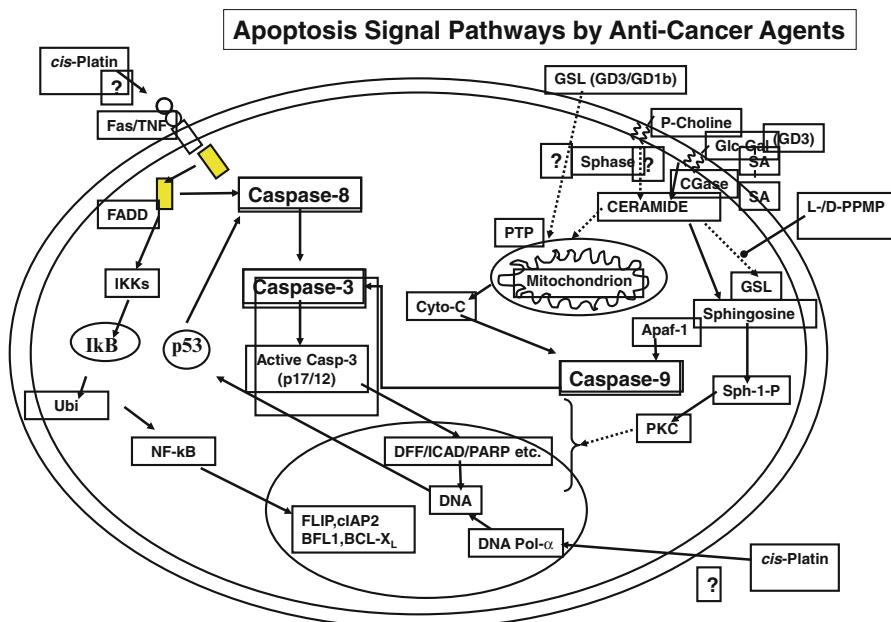 Apoptosis Signal Pathways by Anti-Cancer Agents
cis-Platin
?
Fas/TNF
GSL (GD3/GD1b)
P-Choline
Glc-Gal
(GD3)
SA
?
Sphase
?
CGase
SA
FADD
Caspase-8
CERAMIDE
L-/D-PPMP
PTP
IKKs
Caspase-3
Mitochondrion
GSL
Cyto-C
Sphingosine
IkB
p53
Apaf-1
Active Casp-3
(p17/12)
Caspase-9
Sph-1-P
Ubi
PKC
NF-kB
DFF/ICAD/PARP etc.
DNA
FLIP,cIAP2
BFL1,BCL-XL
DNA Pol-α
cis-Platin
?